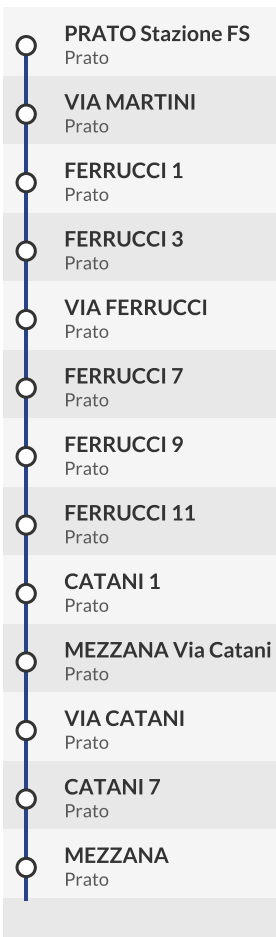 PRATO Stazione FS
Prato
VIA MARTINI
Prato
FERRUCCI 1
Prato
FERRUCCI 3
Prato
VIA FERRUCCI
Prato
FERRUCCI 7
Prato
FERRUCCI 9
Prato
FERRUCCI 11
Prato
CATANI 1
Prato
MEZZANA Via Catani
Prato
VIA CATANI
Prato
CATANI 7
Prato
MEZZANA
Prato